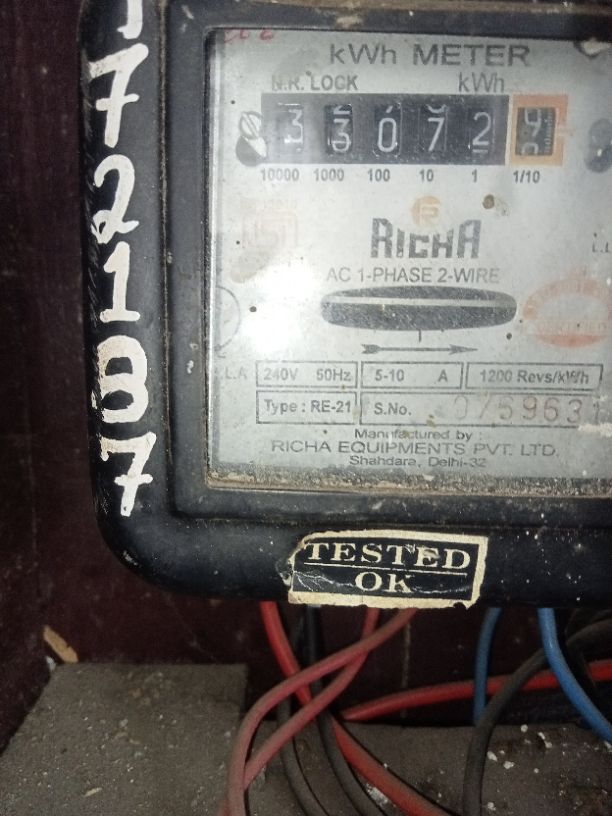 7
2
1
8
7
kWh METER
N.R. LOCK kWh
3 3 0 7 2
10000 1000 100 10 1 1/10
RICHA
AC 1-PHASE 2-WIRE
240V 50Hz 5-10 A 1200 Revs/kWh
Type : RE-21 S.No. 0769631
Manufactured by :
RICHA EQUIPMENTS PVT. LTD.
Shahdara, Delhi-32
TESTED
OK